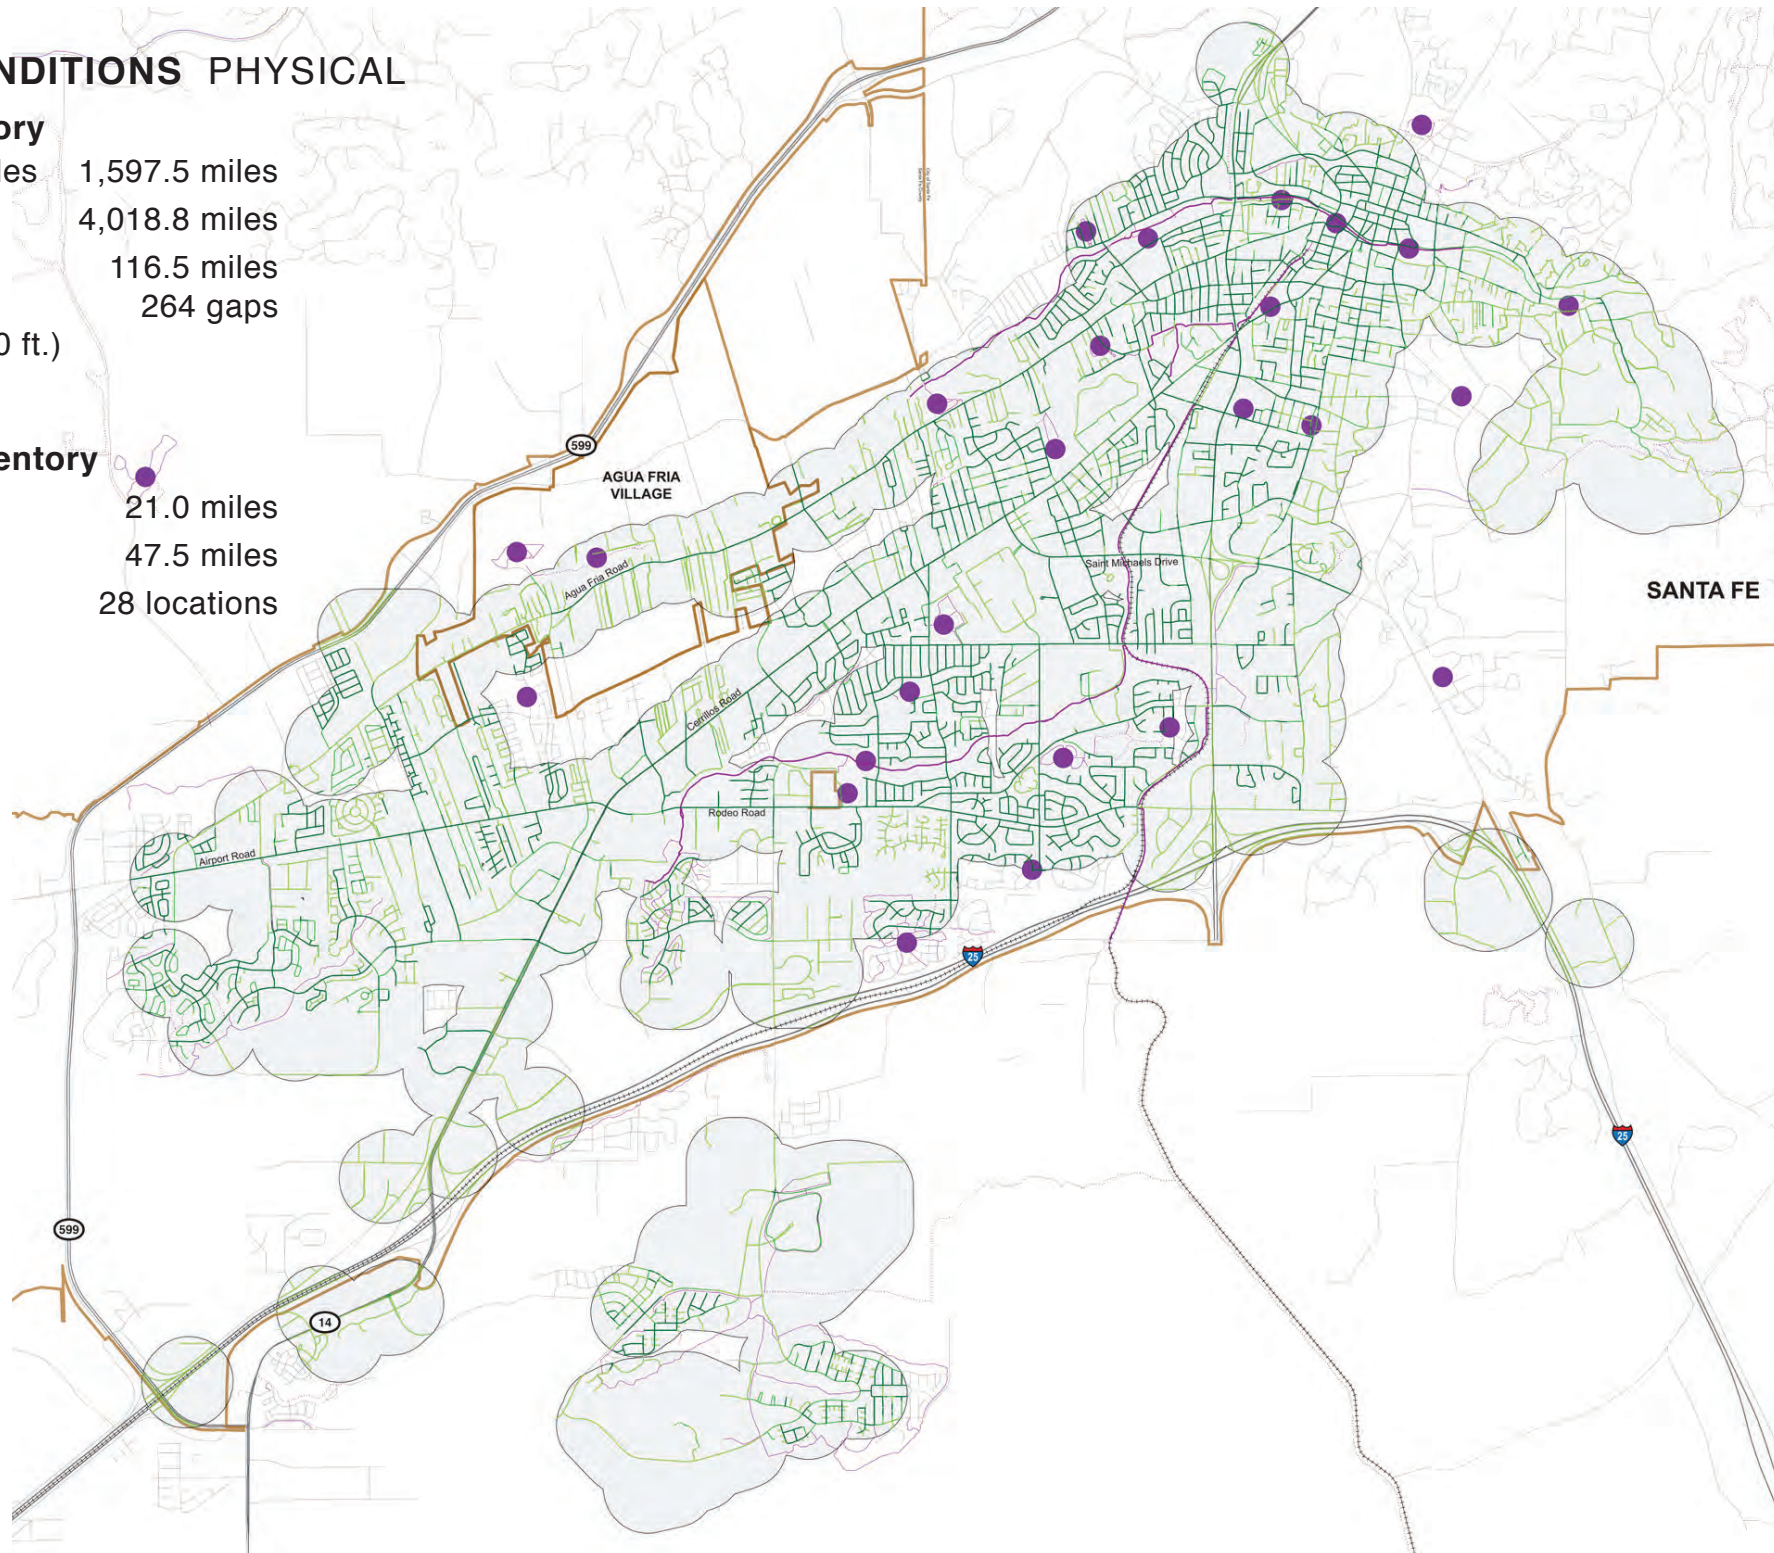 NDITIONS PHYSICAL
ory
les 1,597.5 miles
4,018.8 miles
116.5 miles
264 gaps
0 ft.)
entory
21.0 miles
47.5 miles
28 locations
599
AGUA FRIA
VILLAGE
Agua Fria Road
Saint Michaels Drive
SANTA FE
Cerrillos Road
Rodeo Road
Airport Road
25
25
599
14